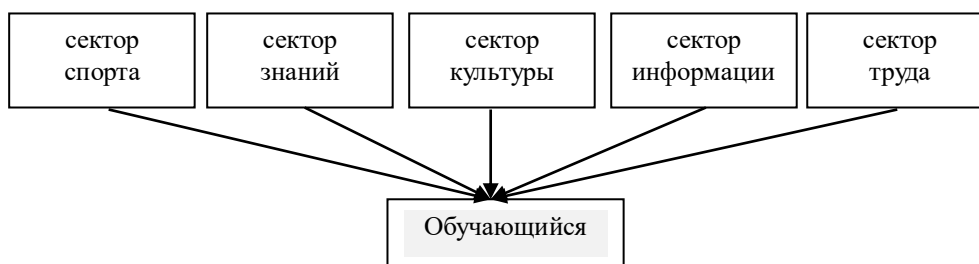 сектор
спорта
сектор
знаний
сектор
культуры
сектор
информации
сектор
труда
Обучающийся